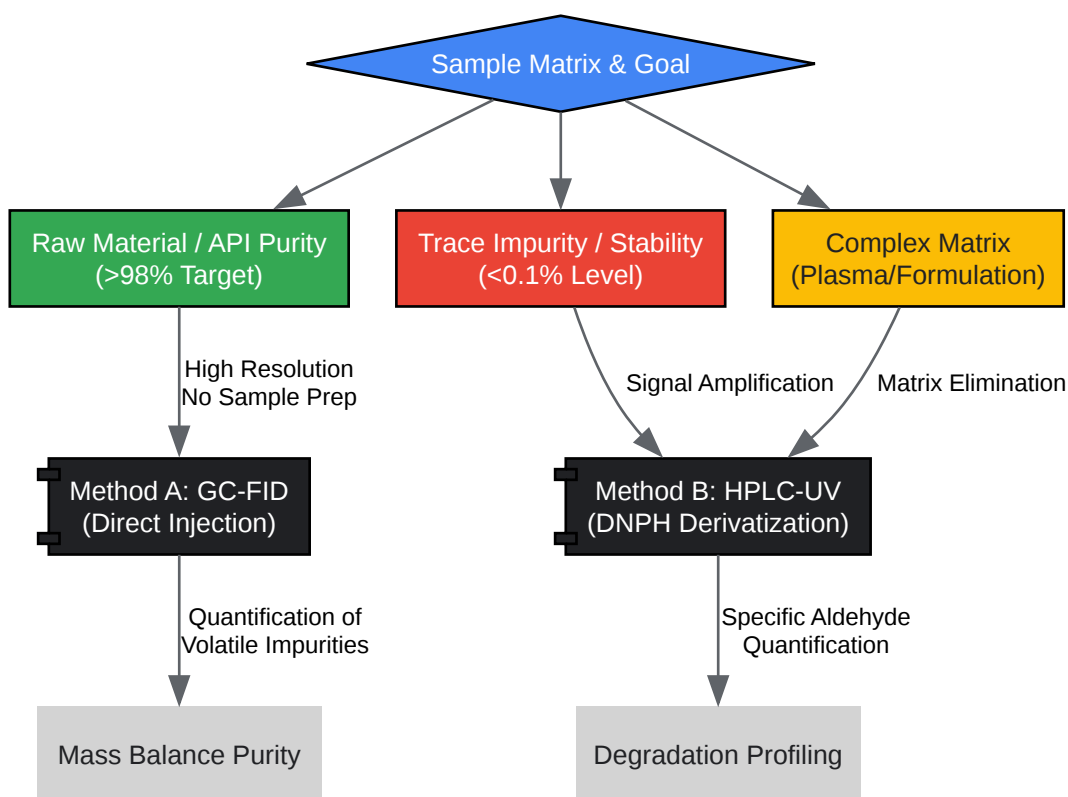 Sample Matrix & Goal
Raw Material / API Purity
(>98% Target)
Trace Impurity / Stability
(<0.1% Level)
Complex Matrix
(Plasma/Formulation)
High Resolution
No Sample Prep
Signal Amplification
Matrix Elimination
Method A: GC-FID
(Direct Injection)
Method B: HPLC-UV
(DNPH Derivatization)
Quantification of
Volatile Impurities
Specific Aldehyde
Quantification
Mass Balance Purity
Degradation Profiling